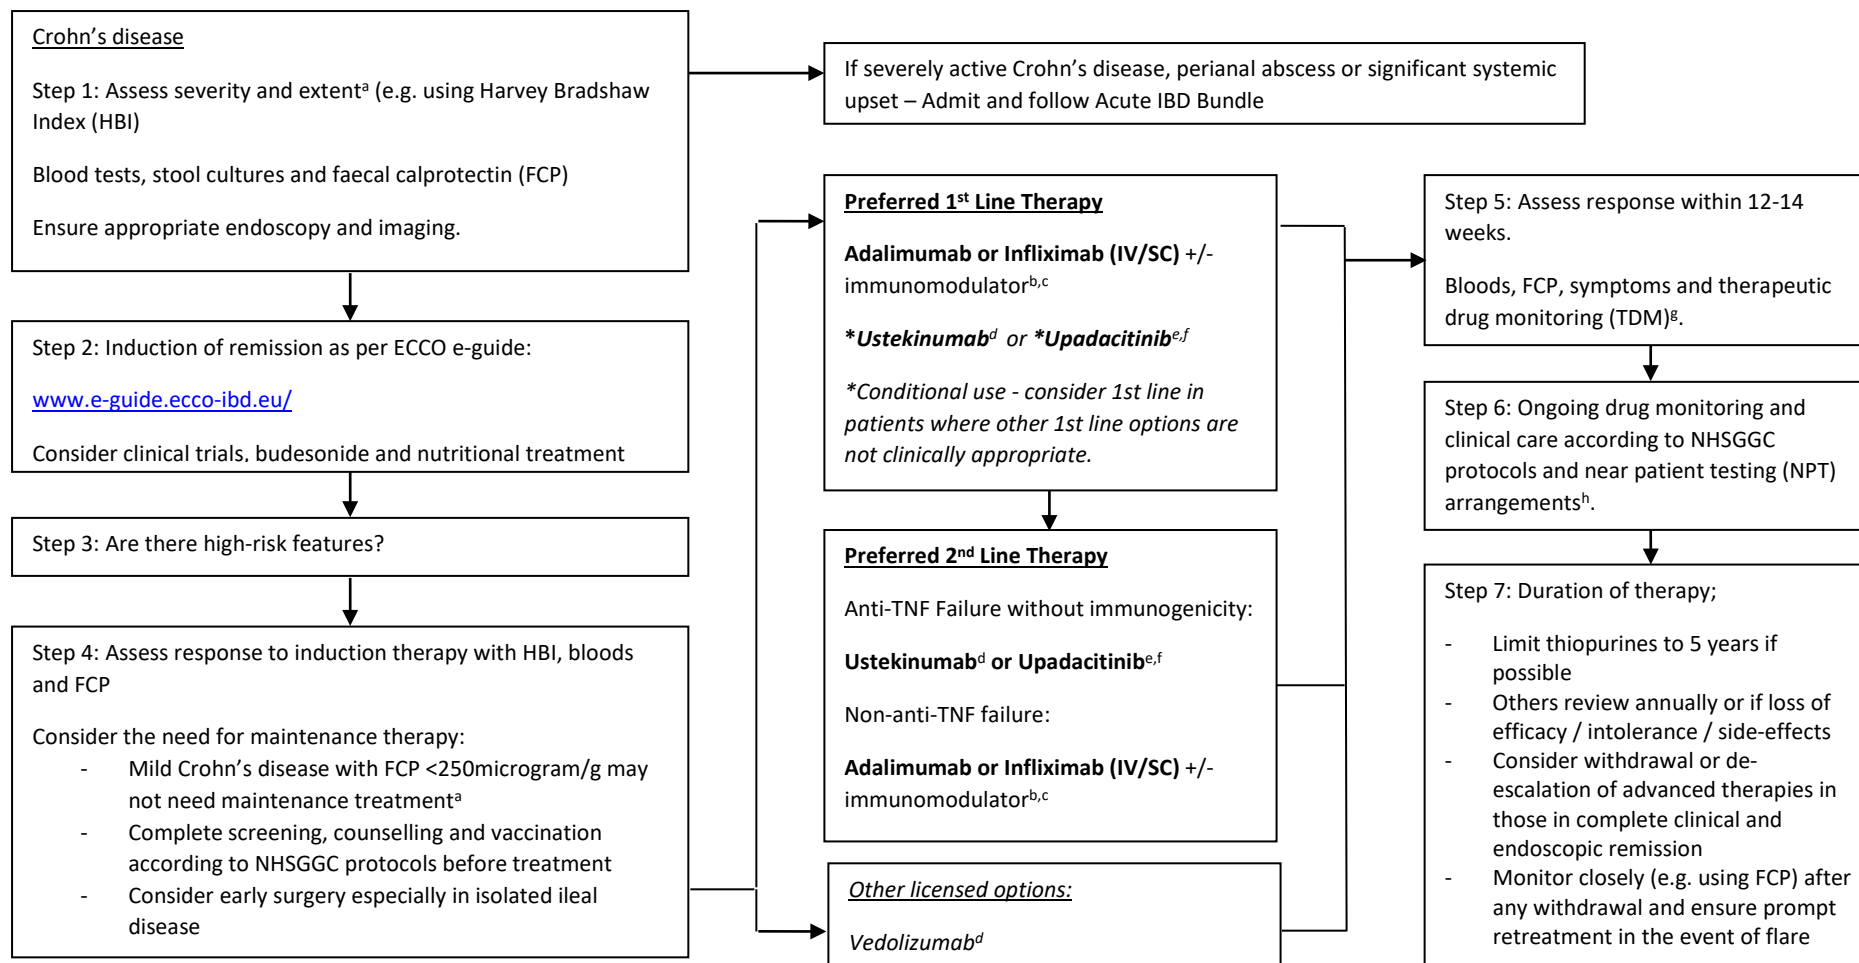 Crohn’s disease
Step 1: Assess severity and extentᵃ (e.g. using Harvey Bradshaw
Index (HBI)
Blood tests, stool cultures and faecal calprotectin (FCP)
Ensure appropriate endoscopy and imaging.
If severely active Crohn’s disease, perianal abscess or significant systemic
upset – Admit and follow Acute IBD Bundle
Step 2: Induction of remission as per ECCO e-guide:
www.e-guide.ecco-ibd.eu/
Consider clinical trials, budesonide and nutritional treatment
Step 3: Are there high-risk features?
Step 4: Assess response to induction therapy with HBI, bloods
and FCP
Consider the need for maintenance therapy:
- Mild Crohn’s disease with FCP <250microgram/g may
not need maintenance treatmentᵃ
- Complete screening, counselling and vaccination
according to NHSGGC protocols before treatment
- Consider early surgery especially in isolated ileal
disease
Preferred 1ˢᵗ Line Therapy
Adalimumab or Infliximab (IV/SC) +/-
immunomodulatorᵇ,ᶜ
*Ustekinumabᵈ or *Upadacitinibᵉ,ᶠ
*Conditional use - consider 1st line in
patients where other 1st line options are
not clinically appropriate.
Preferred 2ⁿᵈ Line Therapy
Anti-TNF Failure without immunogenicity:
Ustekinumabᵈ or Upadacitinibᵉ,ᶠ
Non-anti-TNF failure:
Adalimumab or Infliximab (IV/SC) +/-
immunomodulatorᵇ,ᶜ
Other licensed options:
Vedolizumabᵈ
Step 5: Assess response within 12-14
weeks.
Bloods, FCP, symptoms and therapeutic
drug monitoring (TDM)ᵍ.
Step 6: Ongoing drug monitoring and
clinical care according to NHSGGC
protocols and near patient testing (NPT)
arrangementsʰ.
Step 7: Duration of therapy;
- Limit thiopurines to 5 years if
possible
- Others review annually or if loss of
efficacy / intolerance / side-effects
- Consider withdrawal or de-
escalation of advanced therapies in
those in complete clinical and
endoscopic remission
- Monitor closely (e.g. using FCP) after
any withdrawal and ensure prompt
retreatment in the event of flare